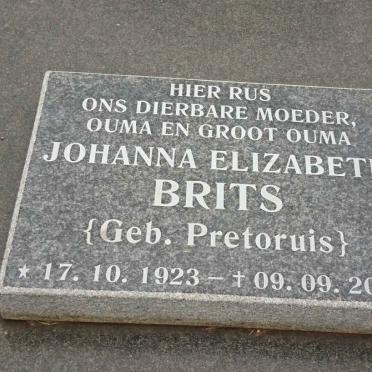 HIER RUS
ONS DIERBARE MOEDER,
OUMA EN GROOT OUMA
JOHANNA ELIZABET
BRITS
{Geb. Pretoruis}
★ 17. 10. 1923 – † 09. 09. 20